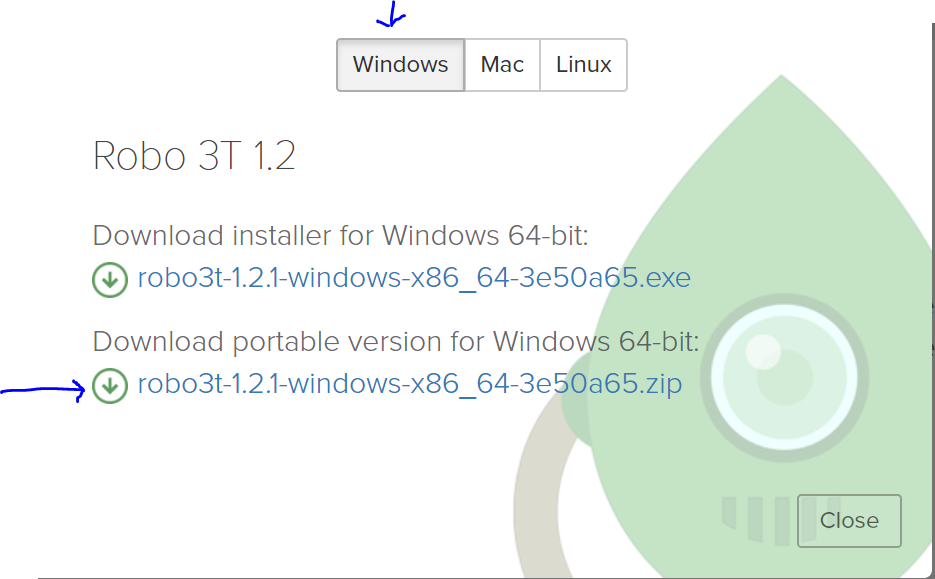 Windows Mac Linux
Robo 3T 1.2
Download installer for Windows 64-bit:
robo3t-1.2.1-windows-x86_64-3e50a65.exe
Download portable version for Windows 64-bit:
robo3t-1.2.1-windows-x86_64-3e50a65.zip
Close